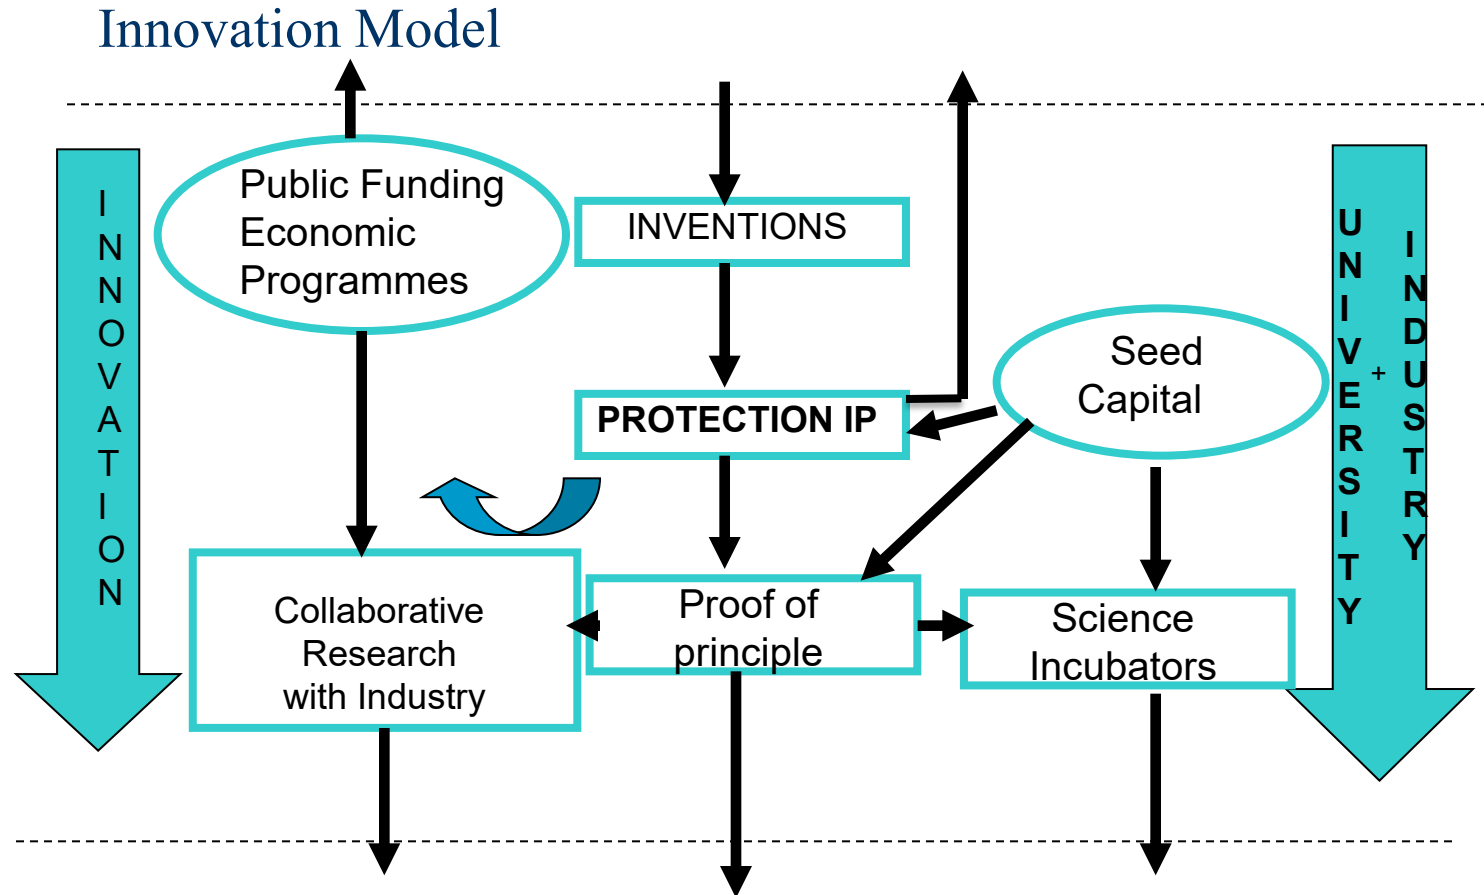 Innovation Model
INNOVATION
Public Funding
Economic
Programmes
INVENTIONS
PROTECTION IP
Seed
Capital
UNIVERSITY
+
INDUSTRY
Collaborative
Research
with Industry
Proof of
principle
Science
Incubators